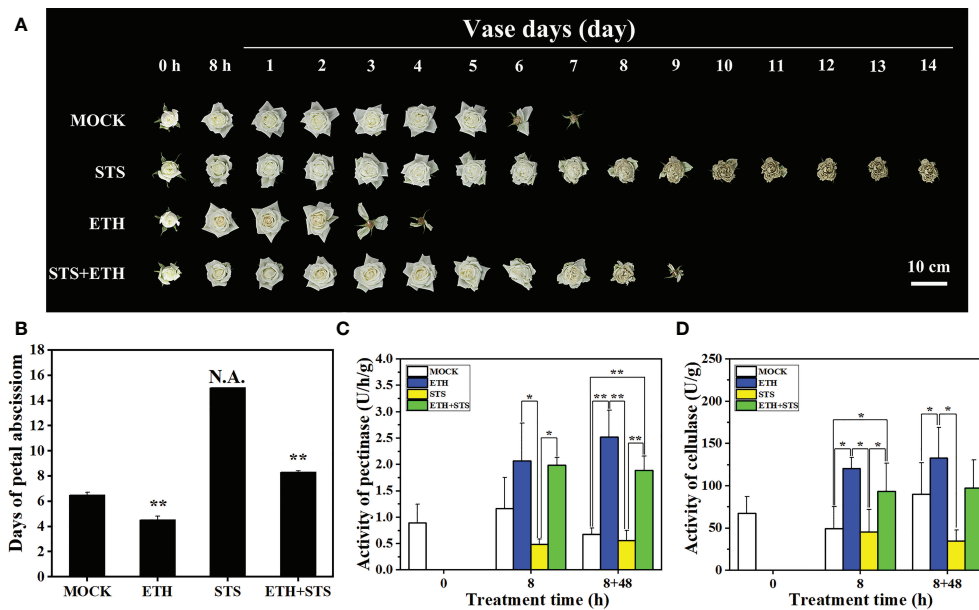 A
Vase days (day)
0 h 8 h 1 2 3 4 5 6 7 8 9 10 11 12 13 14
MOCK
STS
ETH
STS+ETH
10 cm
B
Days of petal abscissiom
18
16
14
12
10
8
6
4
2
0
N.A.
**
**
MOCK ETH STS ETH+STS
C
Activity of pectinase (U/h/g)
4.0
3.5
3.0
2.5
2.0
1.5
1.0
0.5
0.0
MOCK
ETH
STS
ETH+STS
**
* ** **
* **
0 8 8+48
Treatment time (h)
D
Activity of cellulase (U/g)
250
200
150
100
50
0
MOCK
ETH
STS
ETH+STS
*
* * * * *
0 8 8+48
Treatment time (h)